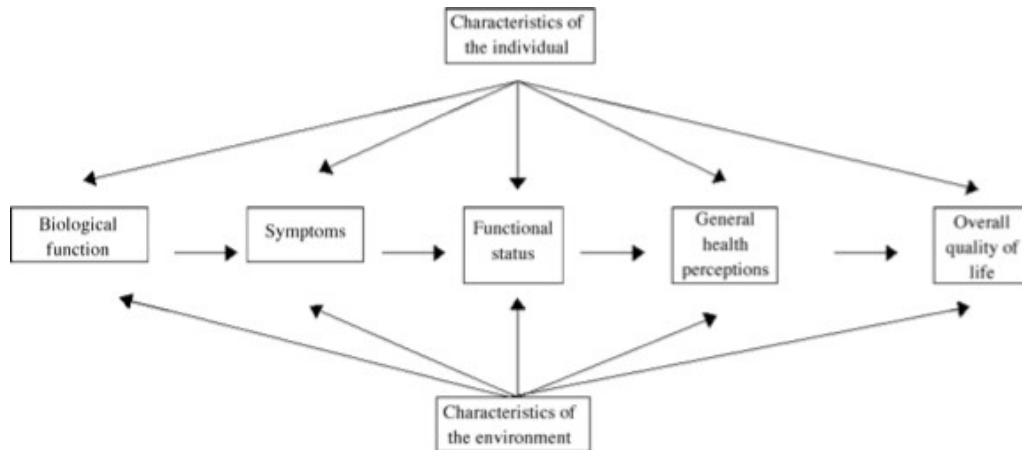 Characteristics of
the individual
Biological
function
Symptoms
Functional
status
General
health
perceptions
Overall
quality of
life
Characteristics of
the environment